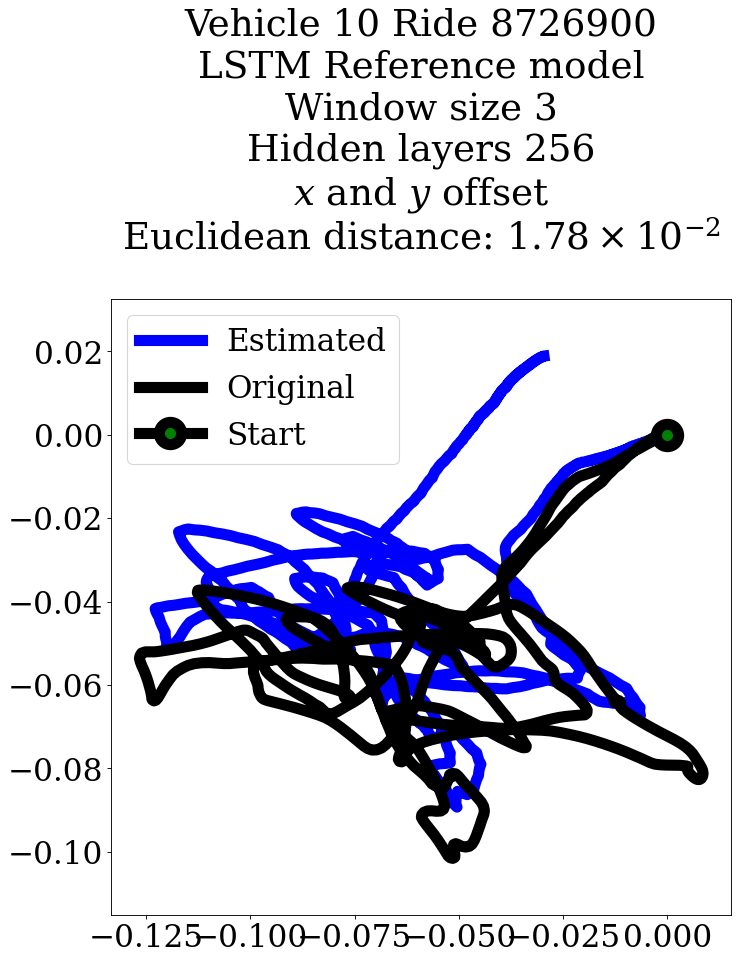 Vehicle 10 Ride 8726900
LSTM Reference model
Window size 3
Hidden layers 256
x and y offset
Euclidean distance: 1.78 × 10⁻²
Estimated
Original
Start
0.02
0.00
−0.02
−0.04
−0.06
−0.08
−0.10
−0.125 −0.100 −0.075 −0.050 −0.025 0.000